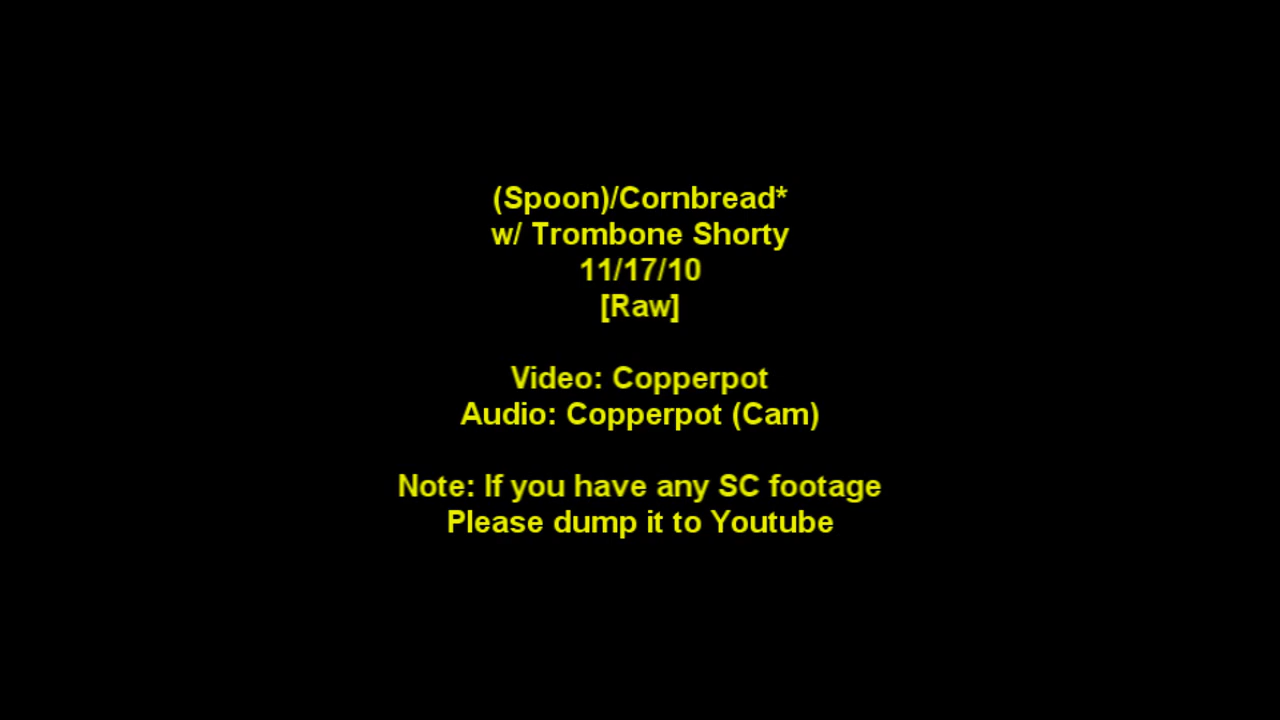 (Spoon)/Cornbread*
w/ Trombone Shorty
11/17/10
[Raw]
Video: Copperpot
Audio: Copperpot (Cam)
Note: If you have any SC footage
Please dump it to Youtube